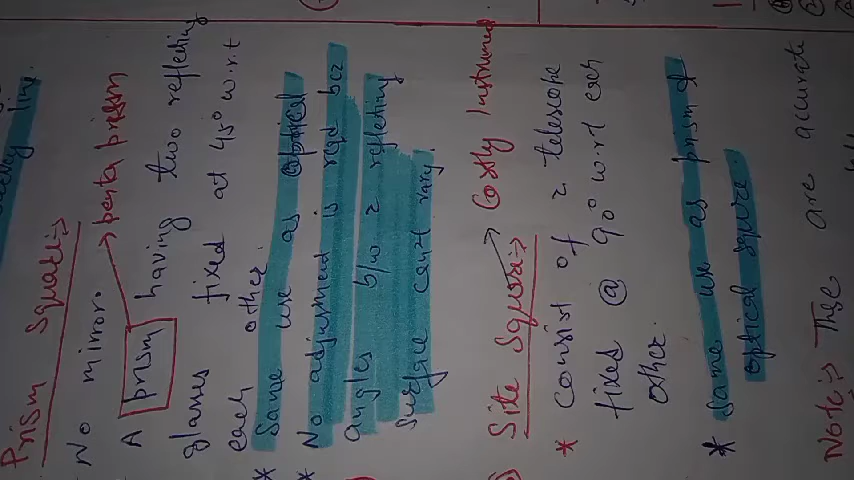 Prism Square :->
No mirror.
A prism → penta prism having two reflecting
glasses fixed at 45° w.r.t
each other.
* Same use as optical
* No adjustment is reqd bcz
angles b/w 2 reflecting
surface can't vary.
Site Square :-> → Costly Instrument.
* Consist of 2 telescope
fixed @ 90° w.r.t each
other.
* Same use as prism &
optical square.
Note :-> These are accurate